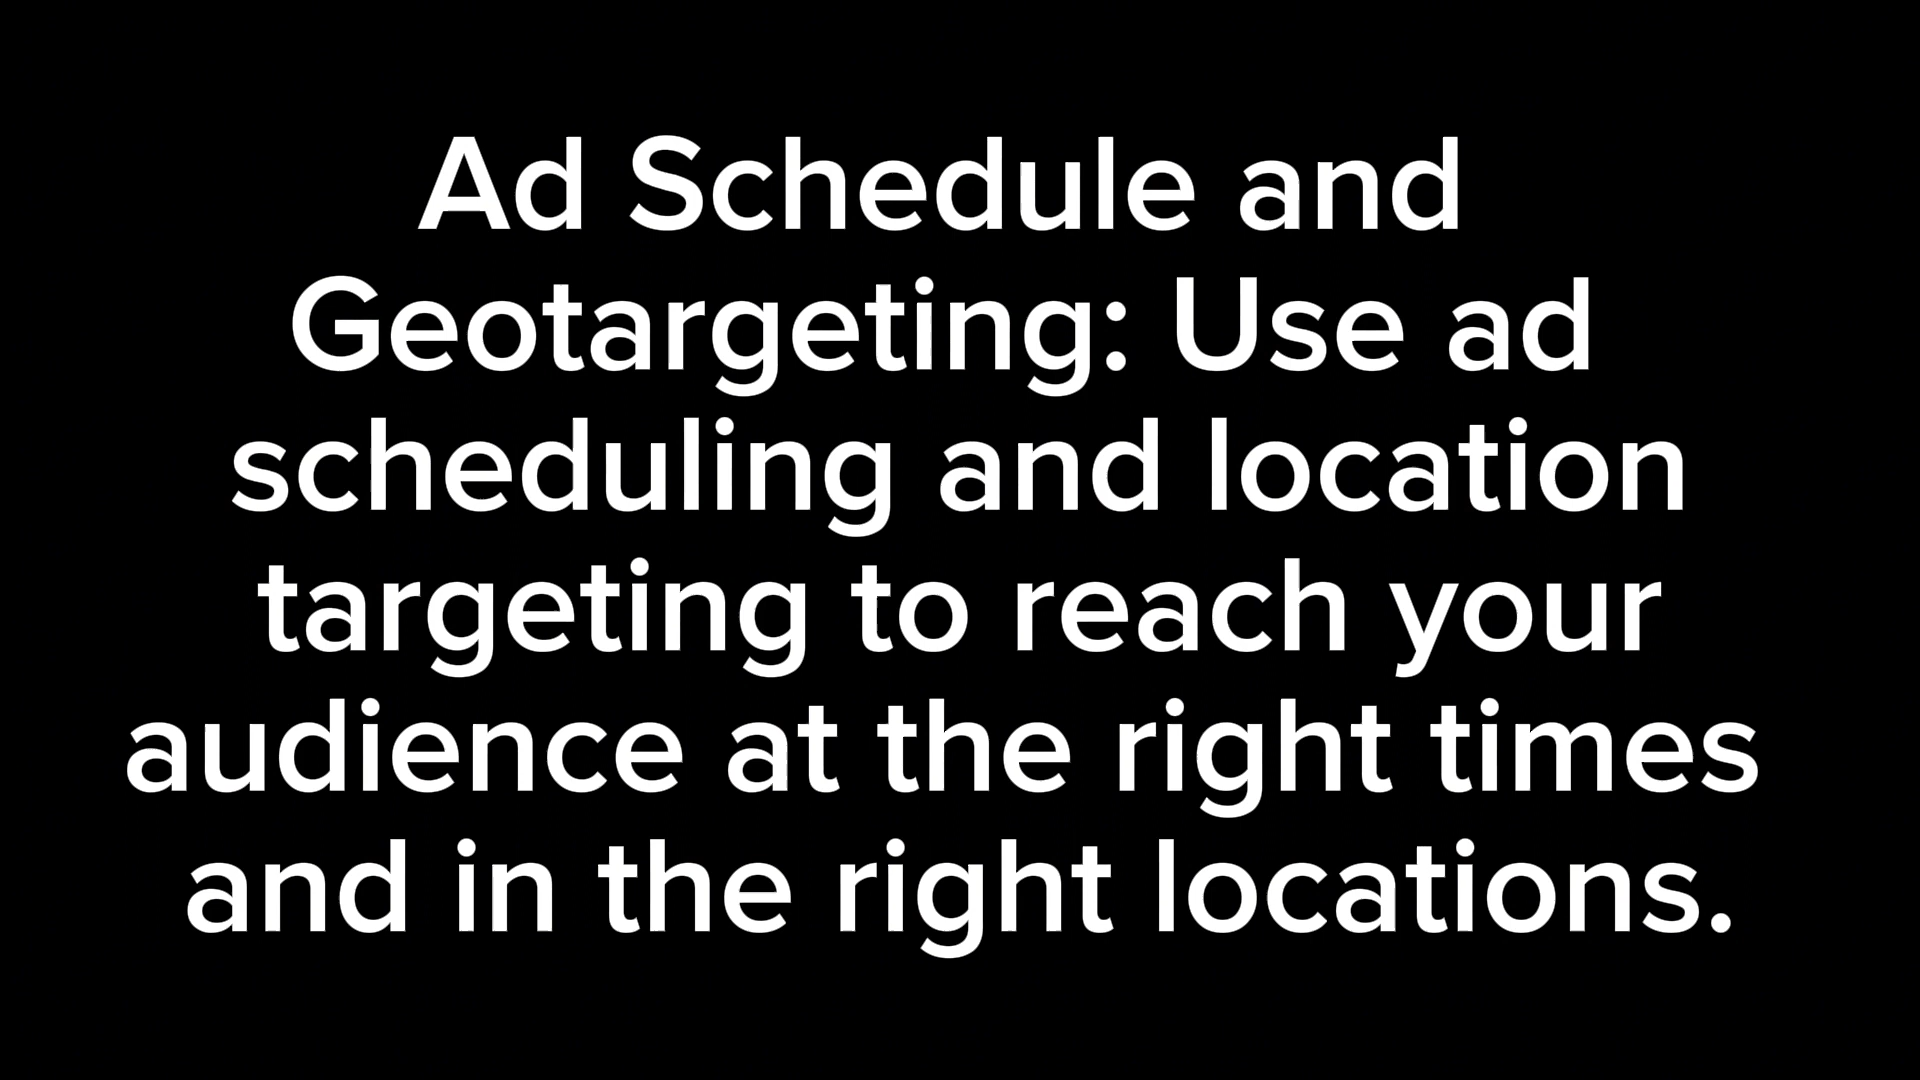 Ad Schedule and
Geotargeting: Use ad
scheduling and location
targeting to reach your
audience at the right times
and in the right locations.